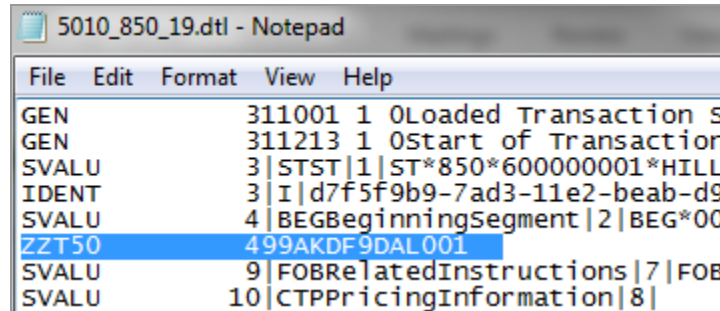 5010_850_19.dtl - Notepad
File Edit Format View Help
GEN 311001 1 0Loaded Transaction S
GEN 311213 1 0Start of Transaction
SVALU 3|STST|1|ST*850*600000001*HILL
IDENT 3|I|d7f5f9b9-7ad3-11e2-beab-d9
SVALU 4|BEGBeginningSegment|2|BEG*00
ZZT50 499AKDF9DAL001
SVALU 9|FOBRelatedInstructions|7|FOB
SVALU 10|CTPPricingInformation|8|